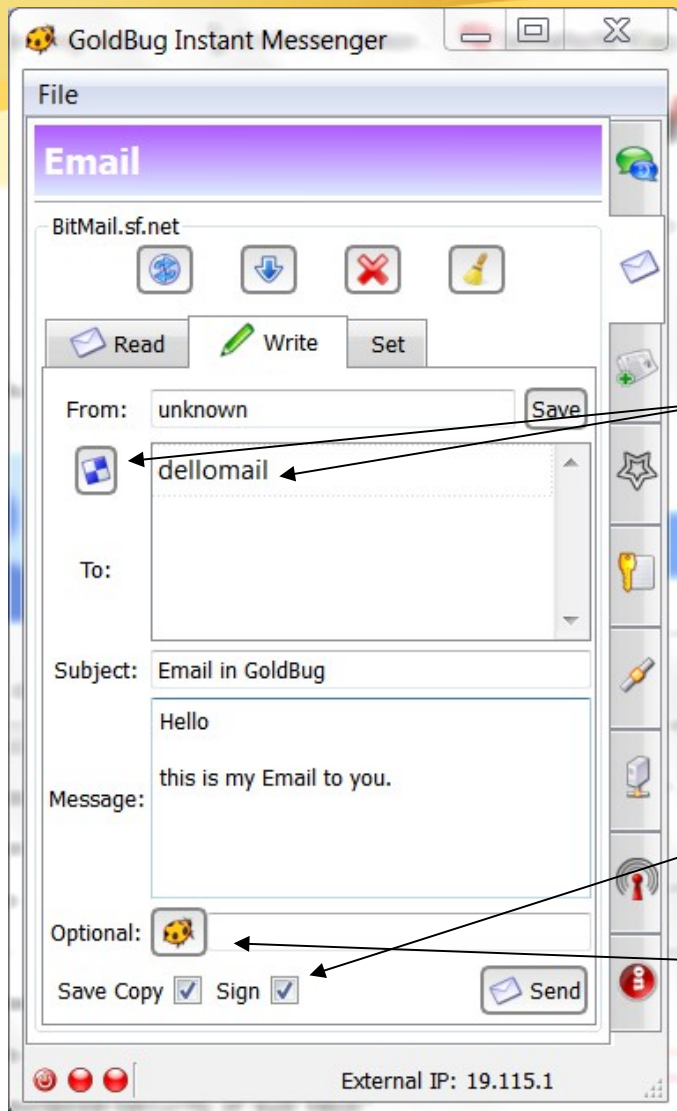 GoldBug Instant Messenger
File
Email
BitMail.sf.net
Read Write Set
From: unknown Save
dellomail
To:
Subject: Email in GoldBug
Hello
this is my Email to you.
Message:
Optional:
Save Copy Sign Send
External IP: 19.115.1